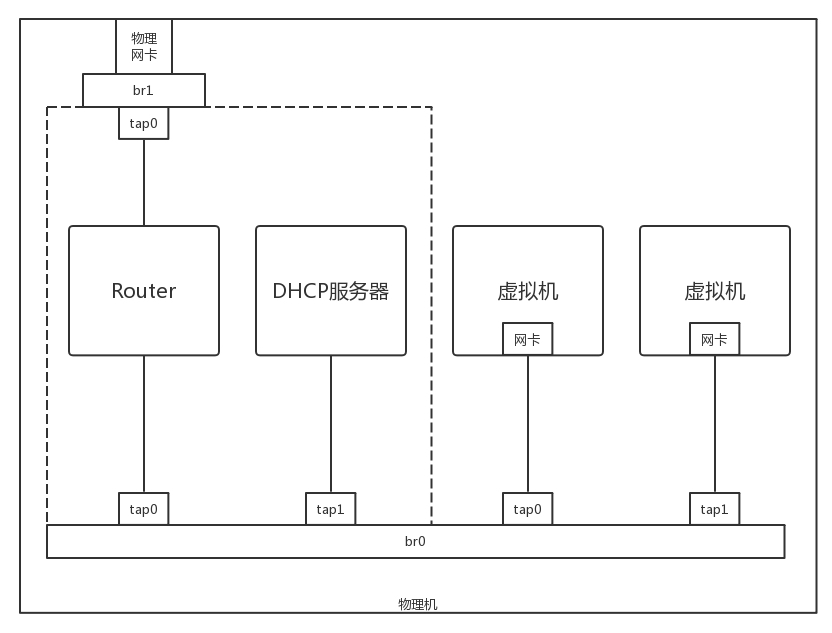 物理
网卡
br1
tap0
Router
DHCP服务器
虚拟机
网卡
虚拟机
网卡
tap0
tap1
tap0
tap1
br0
物理机